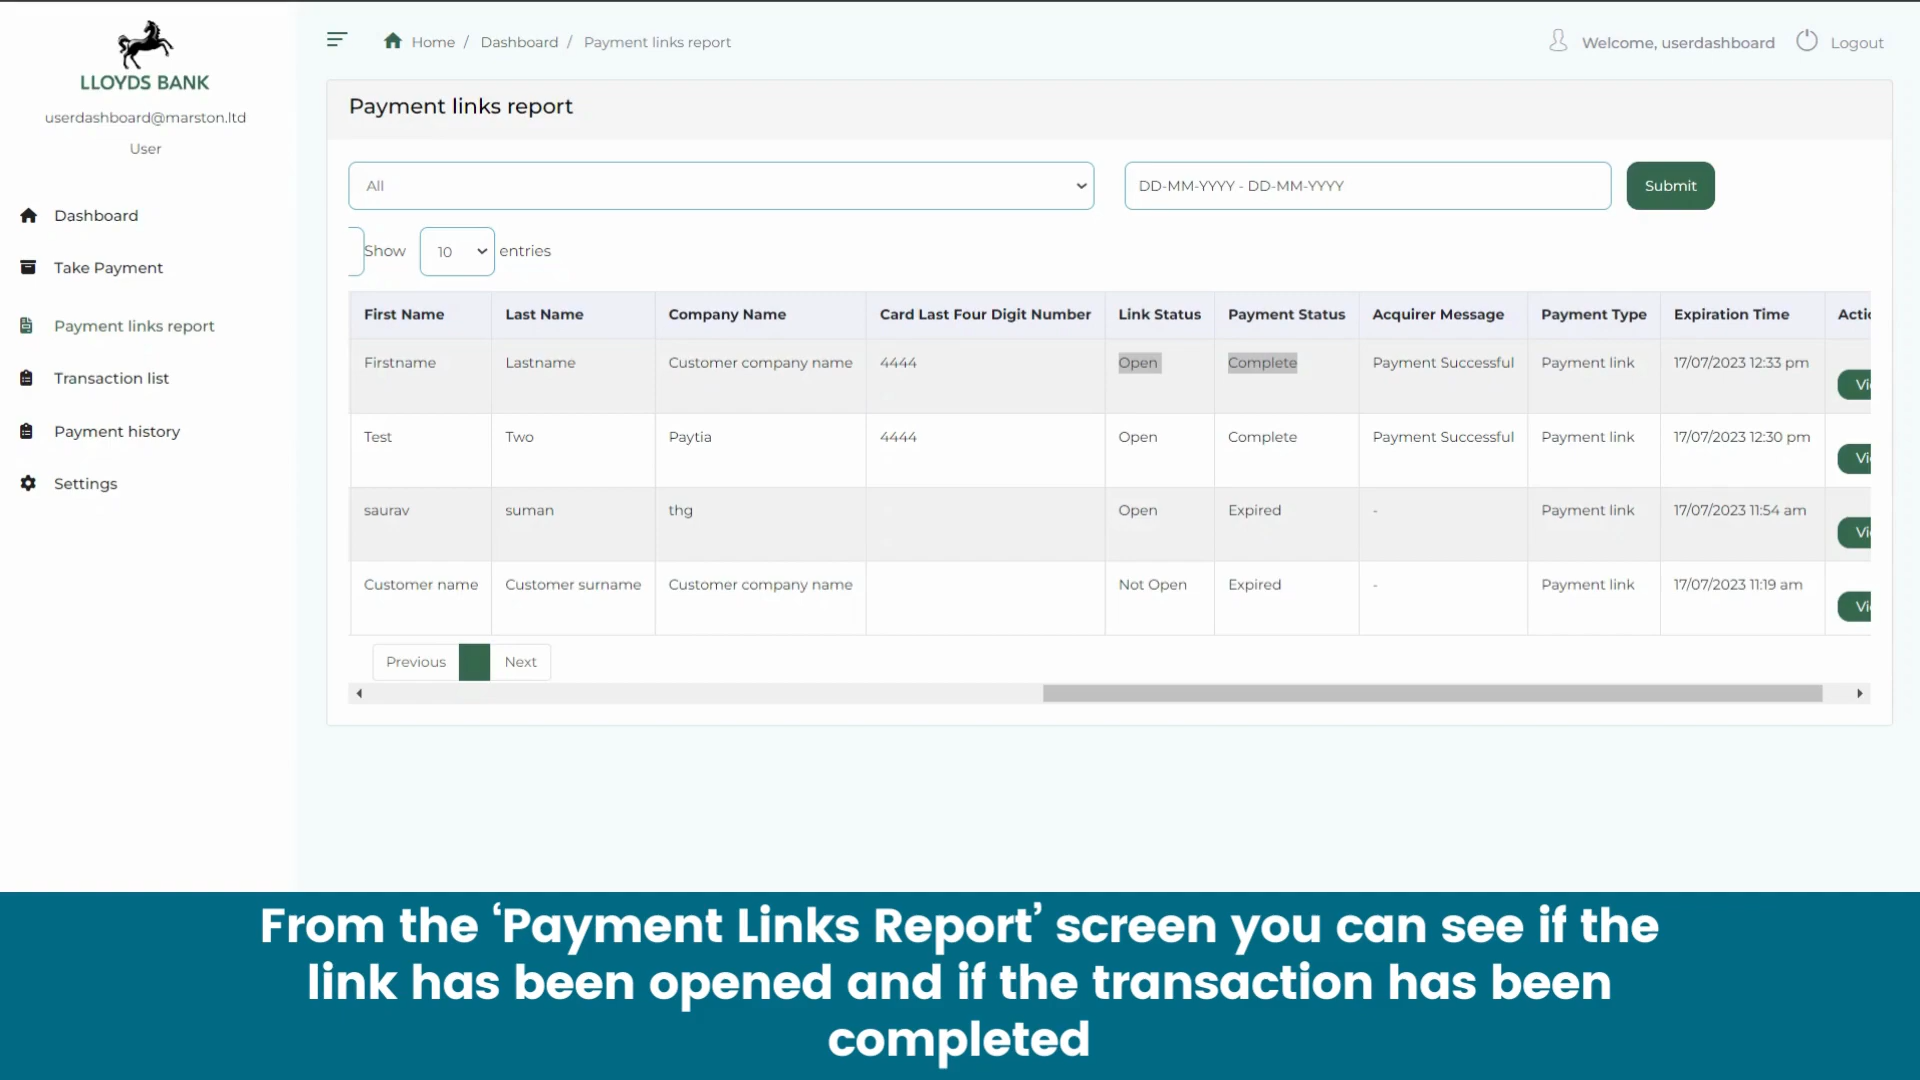 LLOYDS BANK
userdashboard@marston.ltd
User
Dashboard
Take Payment
Payment links report
Transaction list
Payment history
Settings
Home / Dashboard / Payment links report
Welcome, userdashboard Logout
Payment links report
All DD-MM-YYYY - DD-MM-YYYY Submit
Show 10 entries
First Name Last Name Company Name Card Last Four Digit Number Link Status Payment Status Acquirer Message Payment Type Expiration Time Actio
Firstname Lastname Customer company name 4444 Open Complete Payment Successful Payment link 17/07/2023 12:33 pm
Vi
Test Two Paytia 4444 Open Complete Payment Successful Payment link 17/07/2023 12:30 pm
Vi
saurav suman thg Open Expired - Payment link 17/07/2023 11:54 am
Vi
Customer name Customer surname Customer company name Not Open Expired - Payment link 17/07/2023 11:19 am
Vi
Previous Next
From the ‘Payment Links Report’ screen you can see if the
link has been opened and if the transaction has been
completed